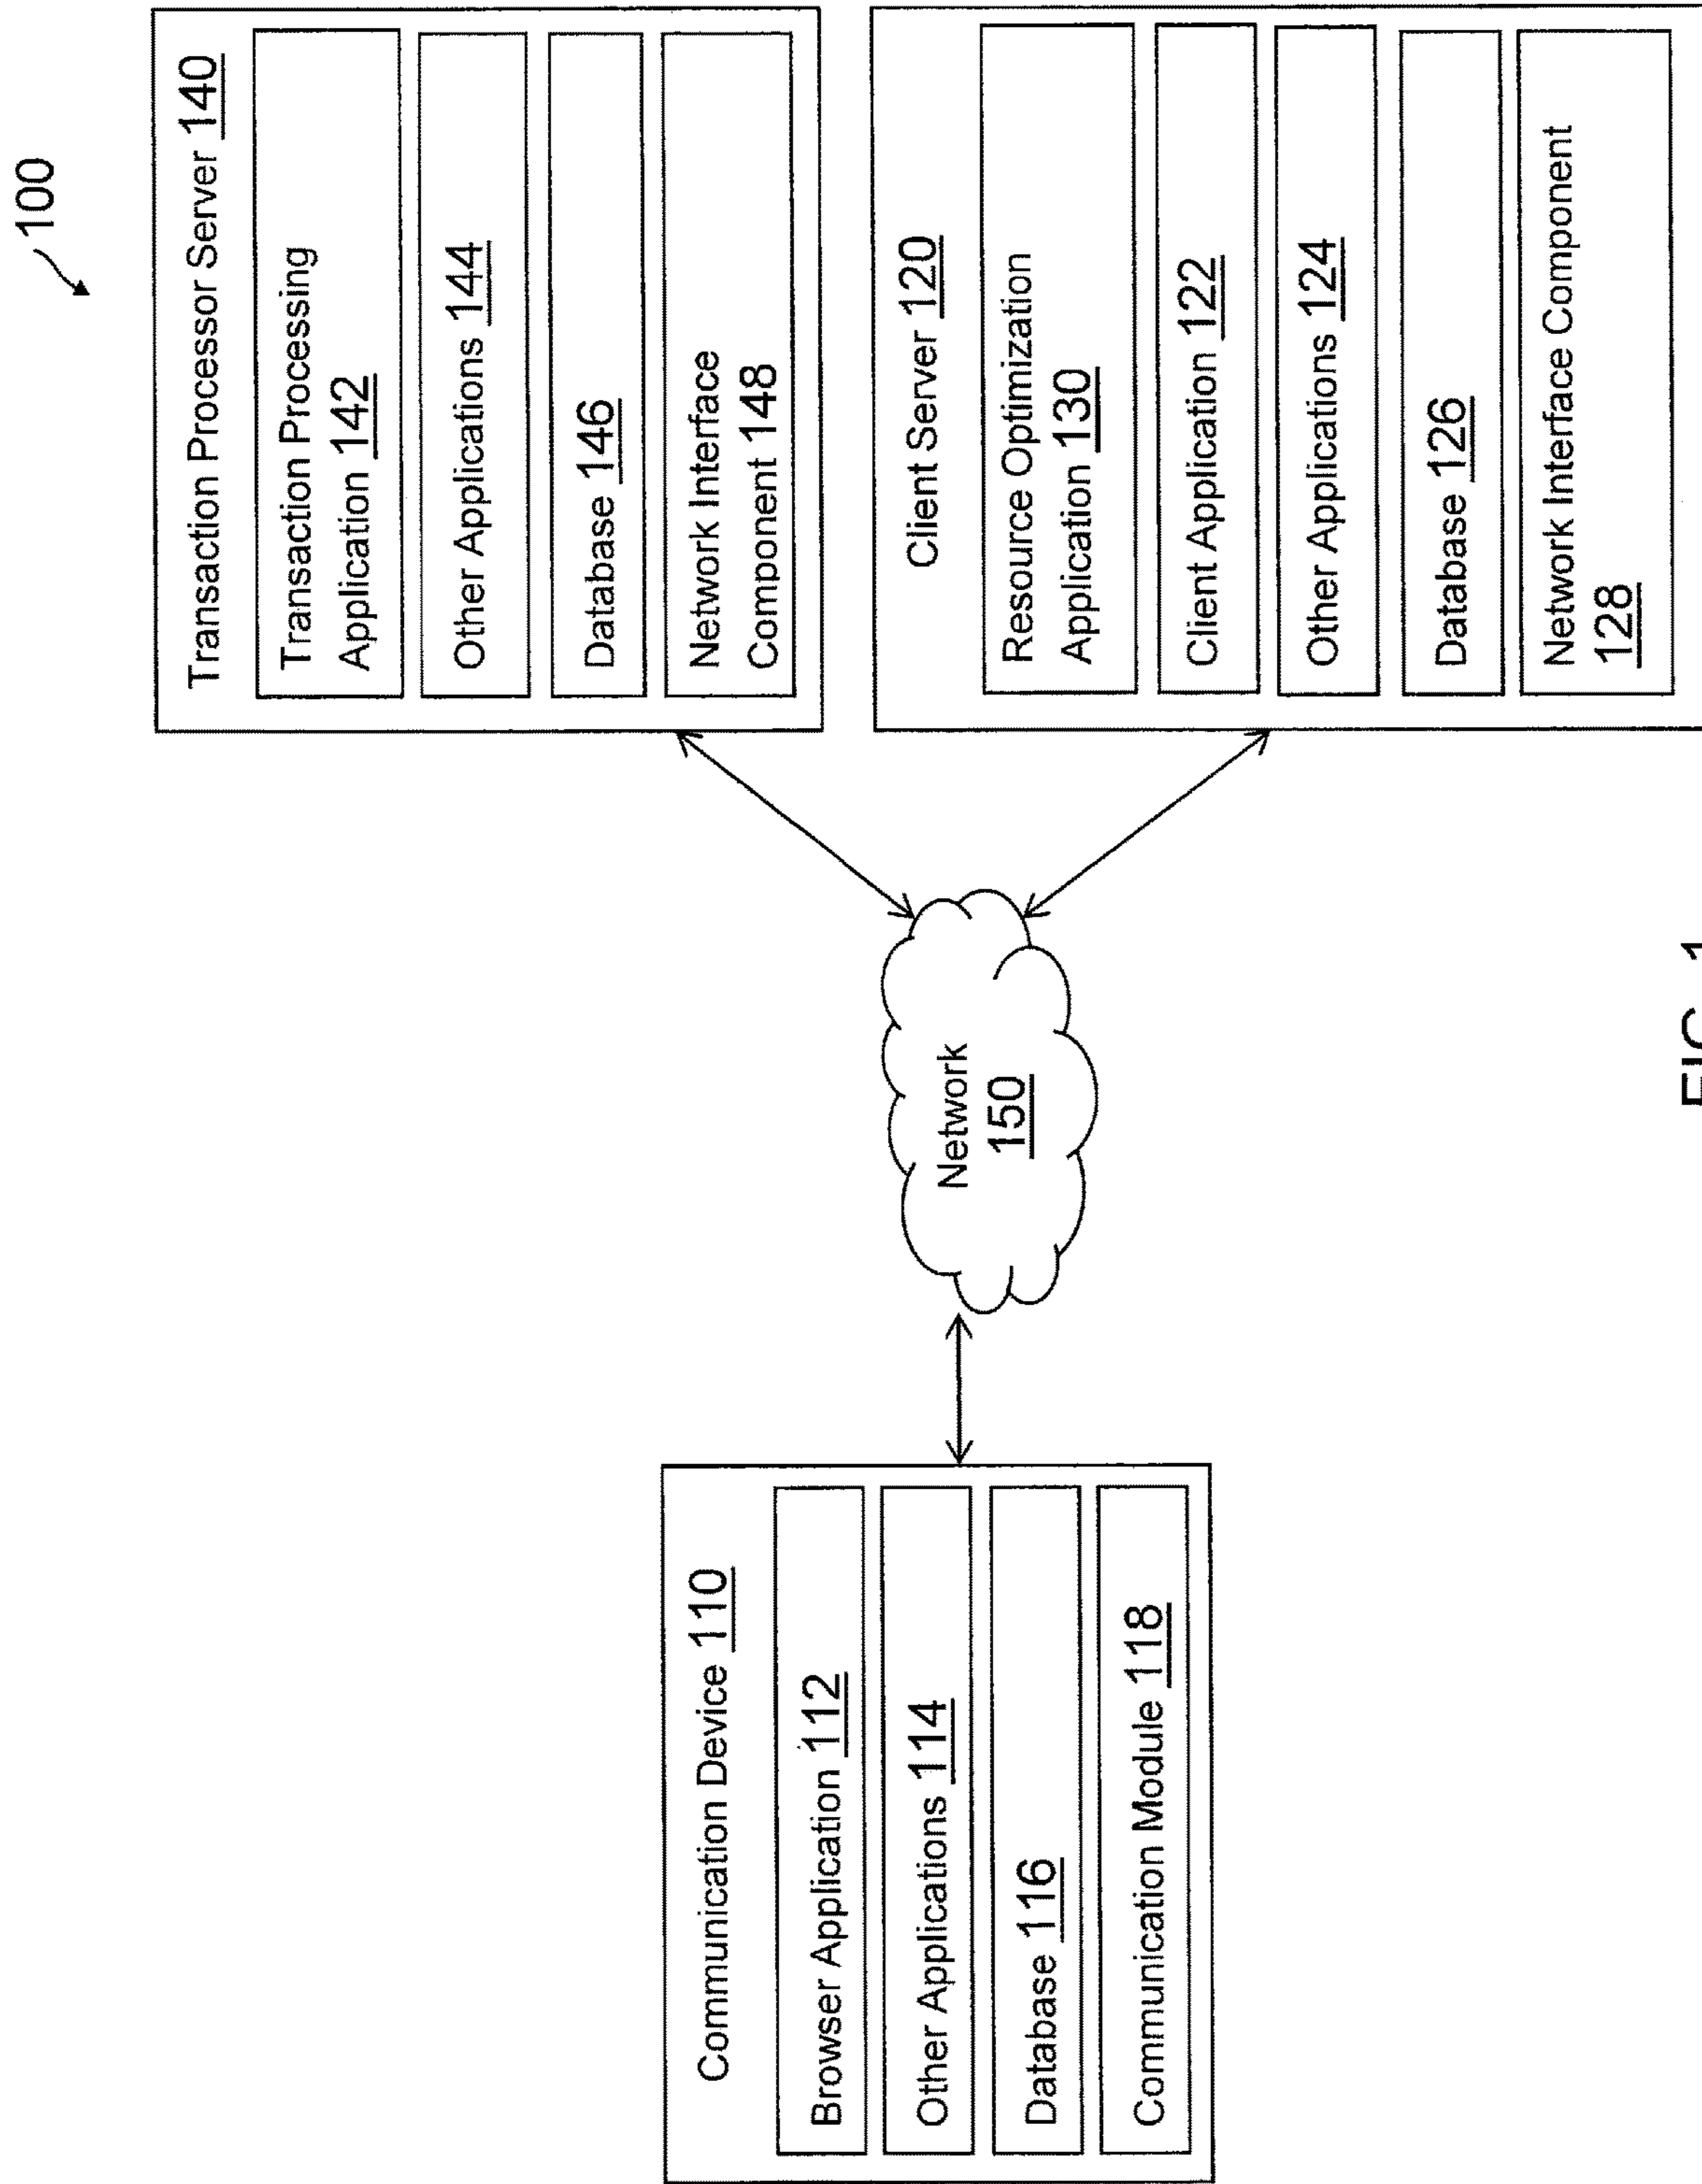 100
Communication Device 110
Browser Application 112
Other Applications 114
Database 116
Communication Module 118
Network
150
Transaction Processor Server 140
Transaction Processing
Application 142
Other Applications 144
Database 146
Network Interface
Component 148
Client Server 120
Resource Optimization
Application 130
Client Application 122
Other Applications 124
Database 126
Network Interface Component
128
FIG. 1